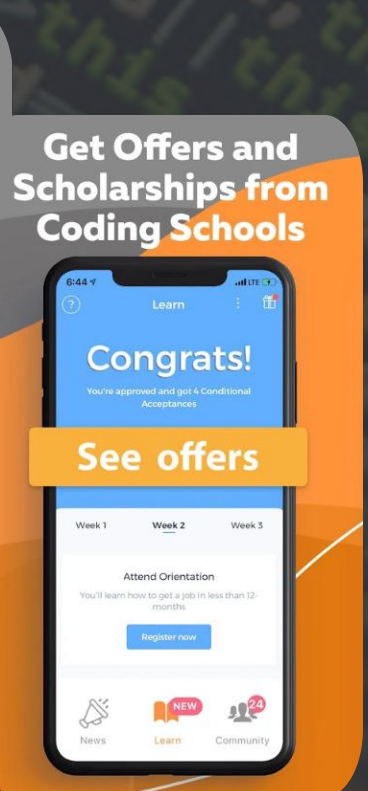 this
this
Get Offers and
Scholarships from
Coding Schools
6:44
LTE
?
Learn
Congrats!
You're approved and got 4 Conditional
Acceptances
See offers
Week 1
Week 2
Week 3
Attend Orientation
You'll learn how to get a job in less than 12-
months
Register now
NEW
24
News
Learn
Community